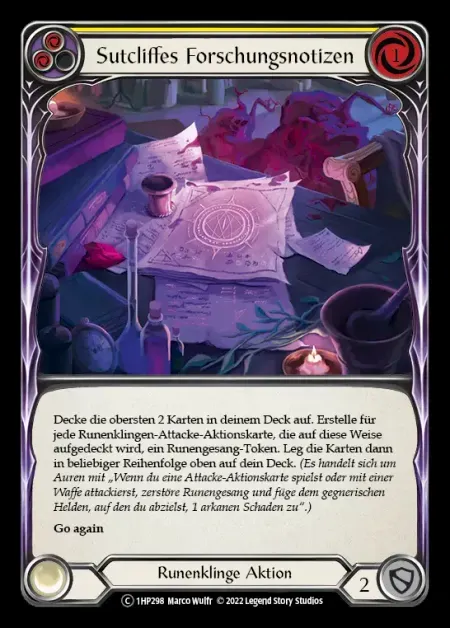 Sutcliffes Forschungsnotizen
1
Decke die obersten 2 Karten in deinem Deck auf. Erstelle für
jede Runenklingen-Attacke-Aktionskarte, die auf diese Weise
aufgedeckt wird, ein Runengesang-Token. Leg die Karten dann
in beliebiger Reihenfolge oben auf dein Deck. (Es handelt sich um
Auren mit „Wenn du eine Attacke-Aktionskarte spielst oder mit einer
Waffe attackierst, zerstöre Runengesang und füge dem gegnerischen
Helden, auf den du abzielst, 1 arkanen Schaden zu“.)
Go again
Runenklinge Aktion
2
C 1HP298 Marco Wulfr © 2022 Legend Story Studios